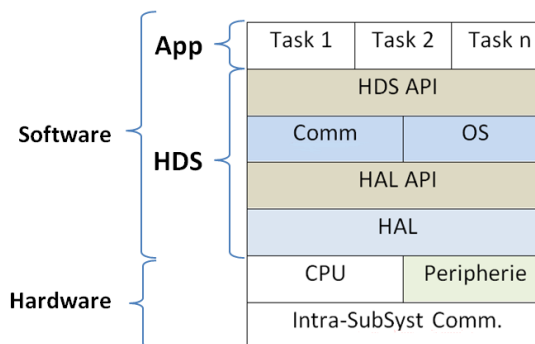 App
Task 1 Task 2 Task n
HDS API
Software
HDS
Comm OS
HAL API
HAL
Hardware
CPU Peripherie
Intra-SubSyst Comm.